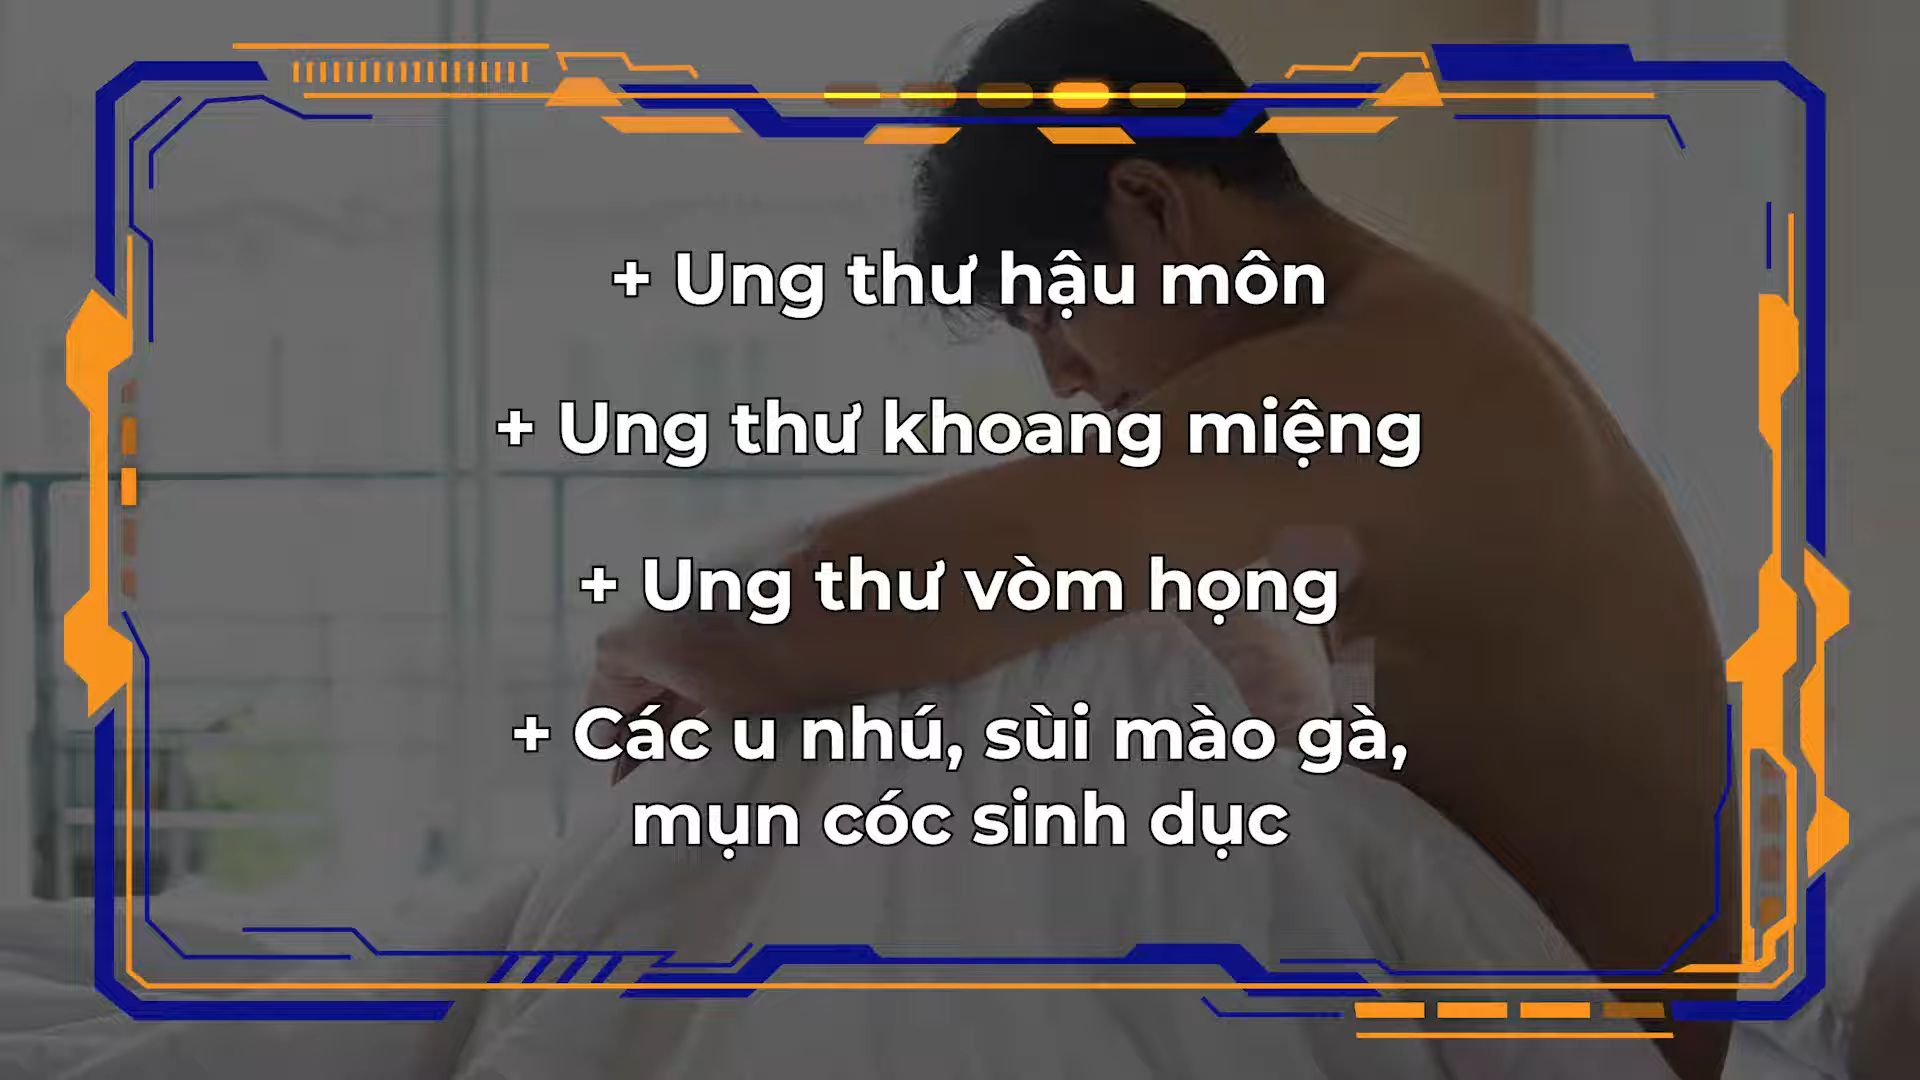 + Ung thư hậu môn
+ Ung thư khoang miệng
+ Ung thư vòm họng
+ Các u nhú, sùi mào gà,
mụn cóc sinh dục